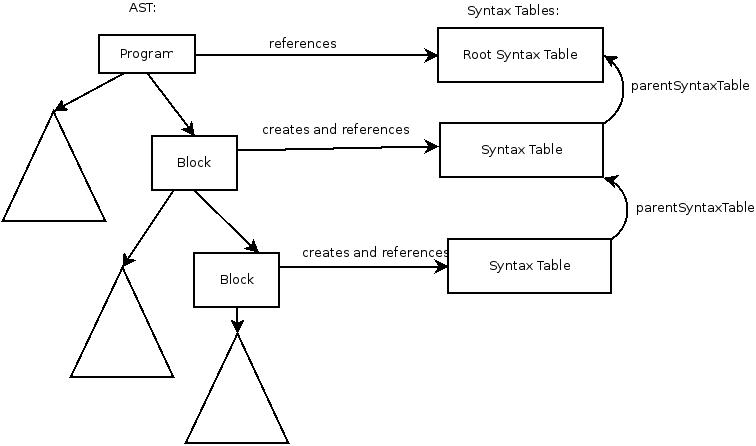 AST:
Syntax Tables:
Program
references
Root Syntax Table
parentSyntaxTable
creates and references
Block
Syntax Table
parentSyntaxTable
creates and references
Block
Syntax Table